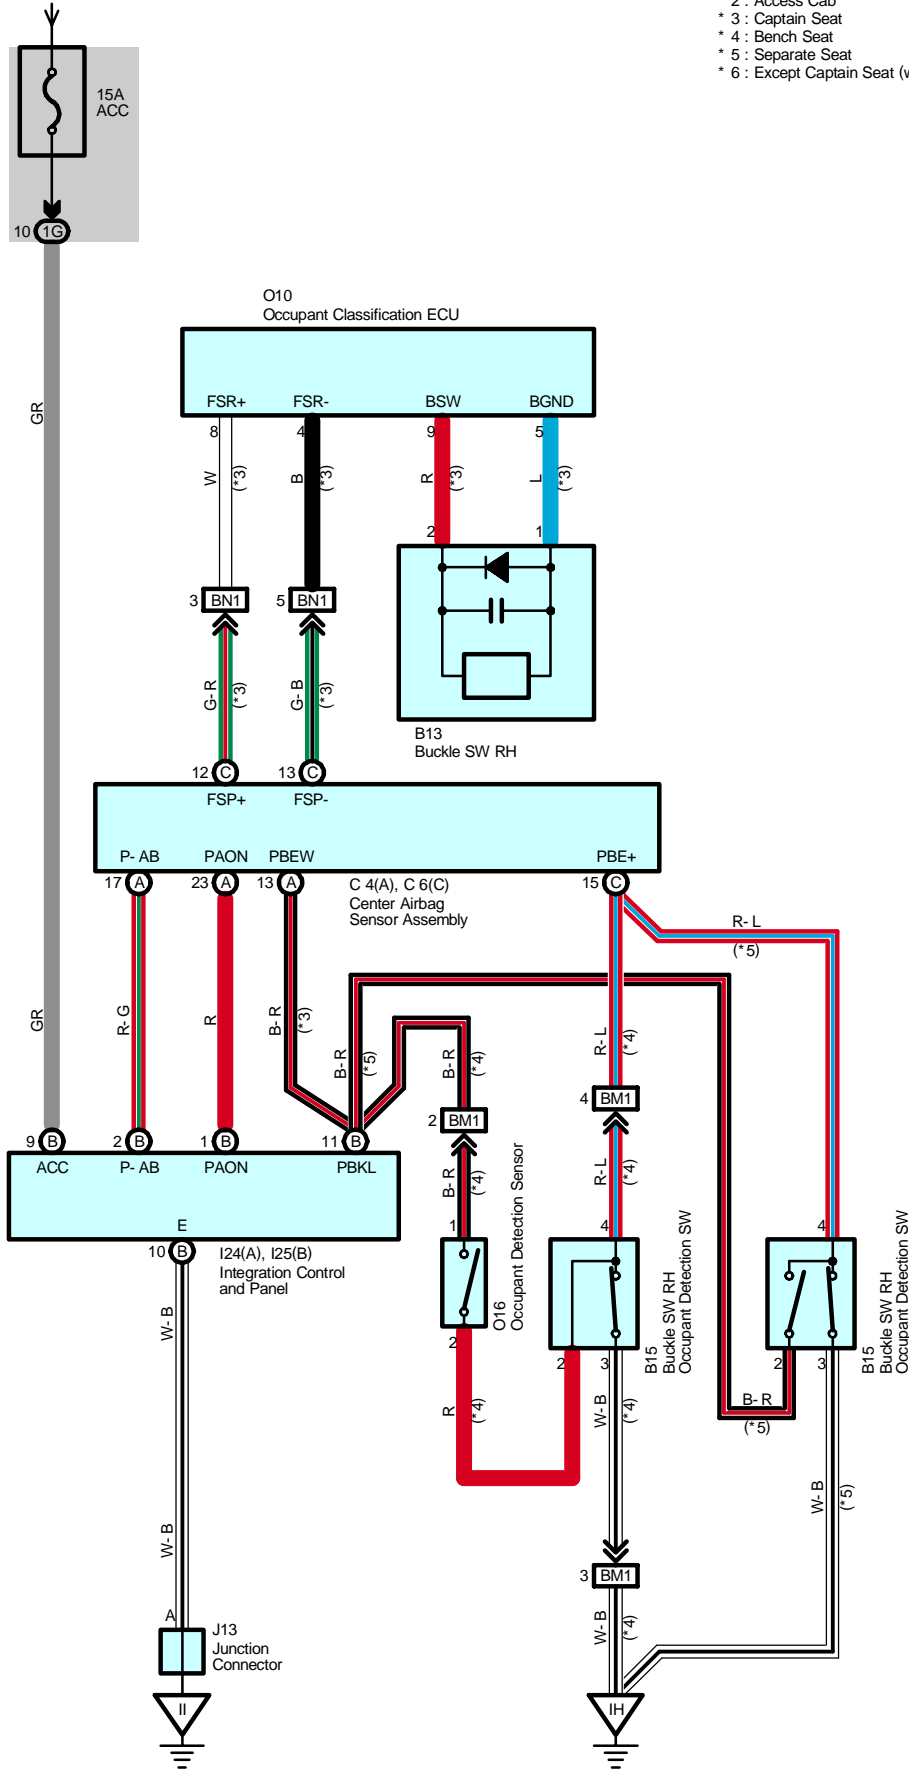 2 : Access Cab
* 3 : Captain Seat
* 4 : Bench Seat
* 5 : Separate Seat
* 6 : Except Captain Seat (
15A
ACC
10 1G
O10
Occupant Classification ECU
FSR+ FSR- BSW BGND
8 4 9 5
GR
W (*3) B (*3) R (*3) L (*3)
2 1
3 BN1 5 BN1
G-R (*3) G-B (*3)
B13
Buckle SW RH
12 C 13 C
FSP+ FSP-
P-AB PAON PBEW PBE+
17 A 23 A 13 A 15 C
C 4(A), C 6(C)
Center Airbag
Sensor Assembly
R-L
(*5)
GR R-G R B-R (*3) B-R (*5) B-R (*4) R-L (*4)
4 BM1
2 BM1
9 B 2 B 1 B 11 B
ACC P-AB PAON PBKL
B-R (*4) R-L (*4)
1 4 4
E
10 B
I24(A), I25(B)
Integration Control
and Panel
O16
Occupant Detection Sensor
B15
Buckle SW RH
Occupant Detection SW
B15
Buckle SW RH
Occupant Detection SW
2 2 3 2 3
W-B R (*4) W-B (*4)
B-R
(*5)
W-B (*5)
W-B
3 BM1
A
J13
Junction
Connector
W-B (*4)
II IH